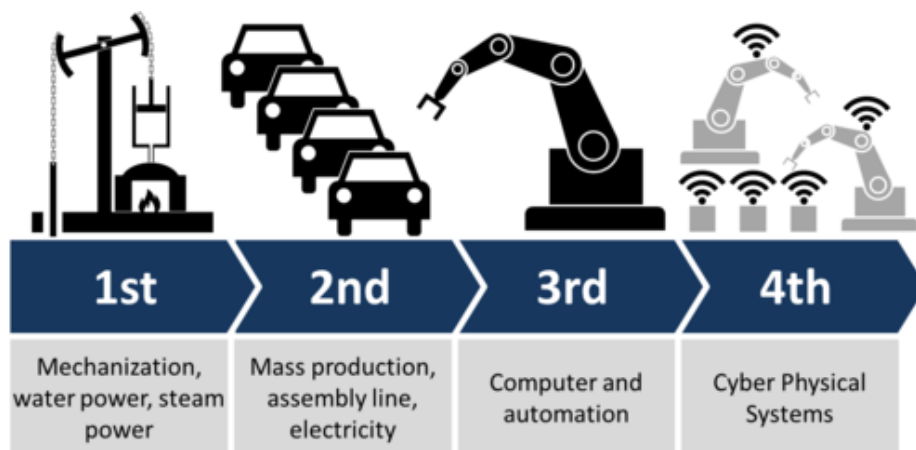 1st
2nd
3rd
4th
Mechanization,
water power, steam
power
Mass production,
assembly line,
electricity
Computer and
automation
Cyber Physical
Systems